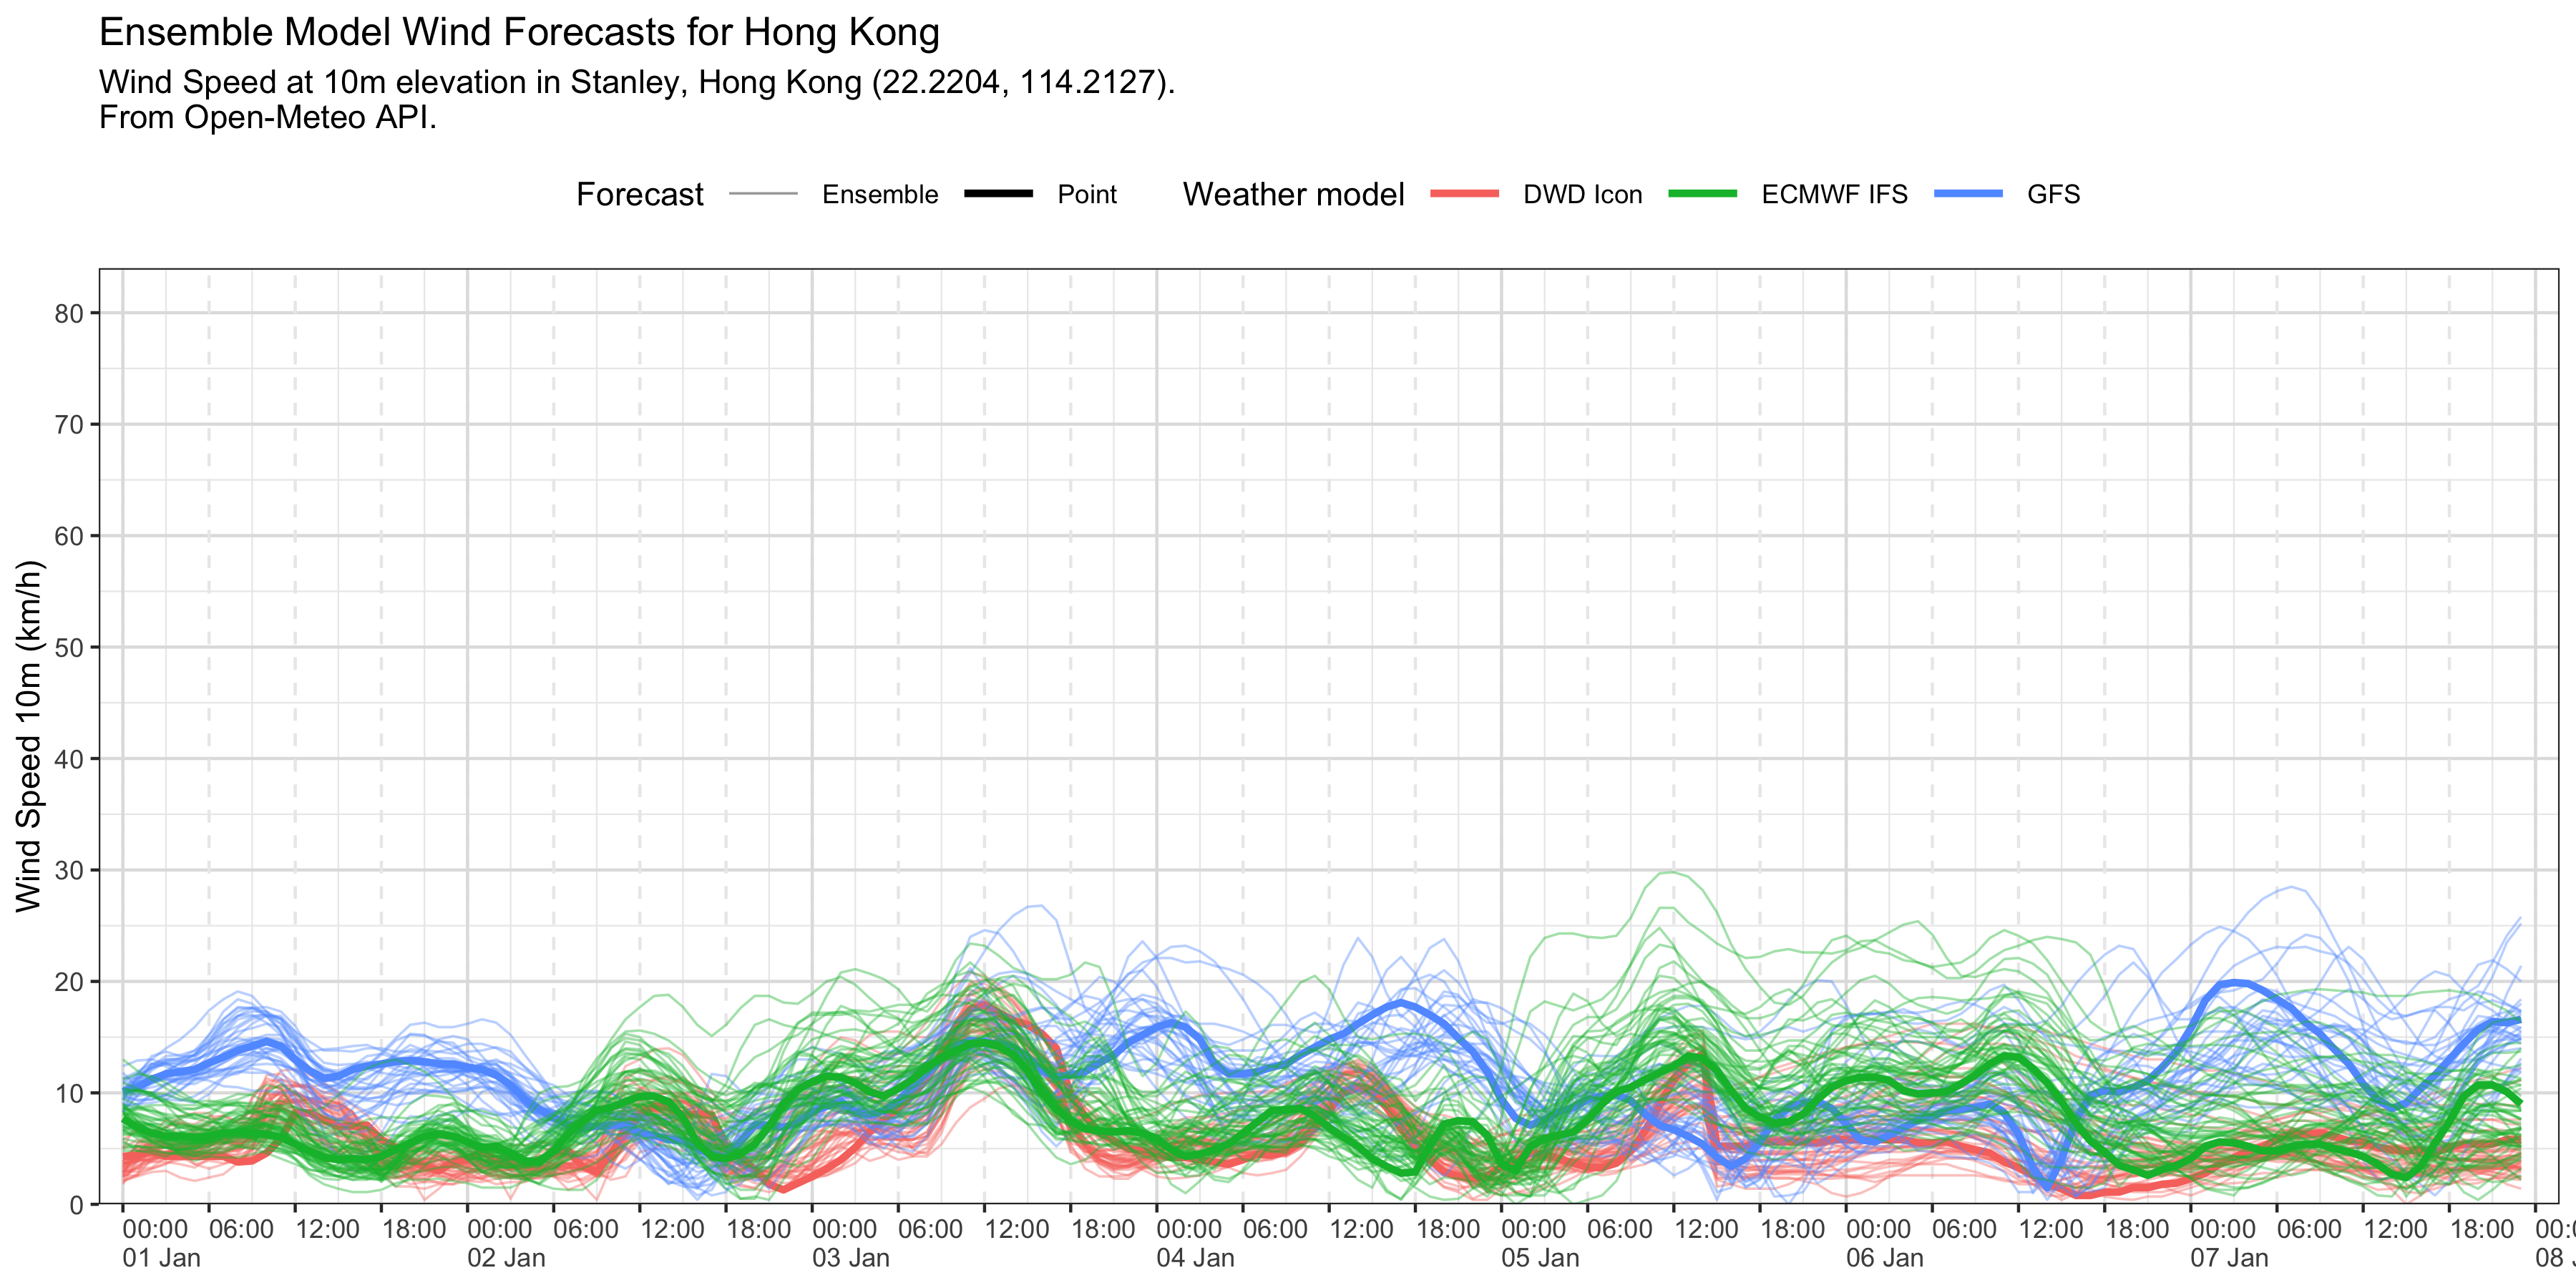 Ensemble Model Wind Forecasts for Hong Kong
Wind Speed at 10m elevation in Stanley, Hong Kong (22.2204, 114.2127).
From Open-Meteo API.
Forecast Ensemble Point Weather model DWD Icon ECMWF IFS GFS
Wind Speed 10m (km/h)
80
70
60
50
40
30
20
10
0
00:00 06:00 12:00 18:00 00:00 06:00 12:00 18:00 00:00 06:00 12:00 18:00 00:00 06:00 12:00 18:00 00:00 06:00 12:00 18:00 00:00 06:00 12:00 18:00 00:00 06:00 12:00 18:00
01 Jan 02 Jan 03 Jan 04 Jan 05 Jan 06 Jan 07 Jan 08